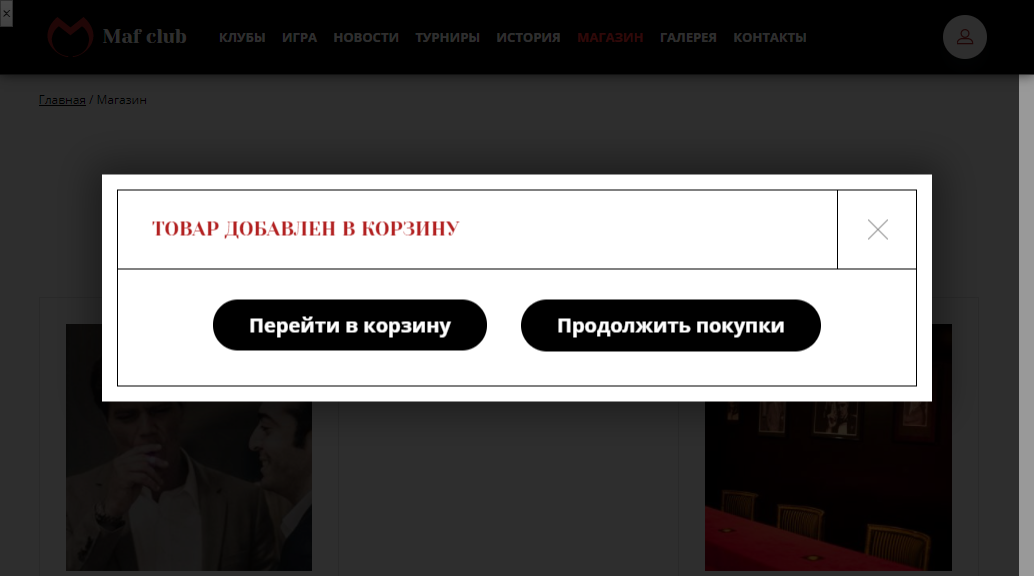 Maf club
КЛУБЫ ИГРА НОВОСТИ ТУРНИРЫ ИСТОРИЯ МАГАЗИН ГАЛЕРЕЯ КОНТАКТЫ
Главная / Магазин
ТОВАР ДОБАВЛЕН В КОРЗИНУ
Перейти в корзину Продолжить покупки